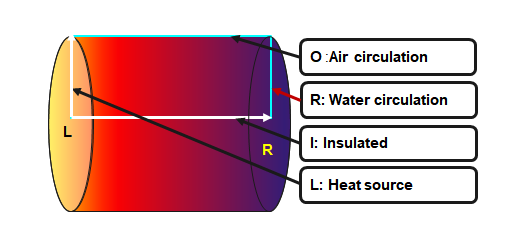 O :Air circulation
R: Water circulation
I: Insulated
L: Heat source
L
R